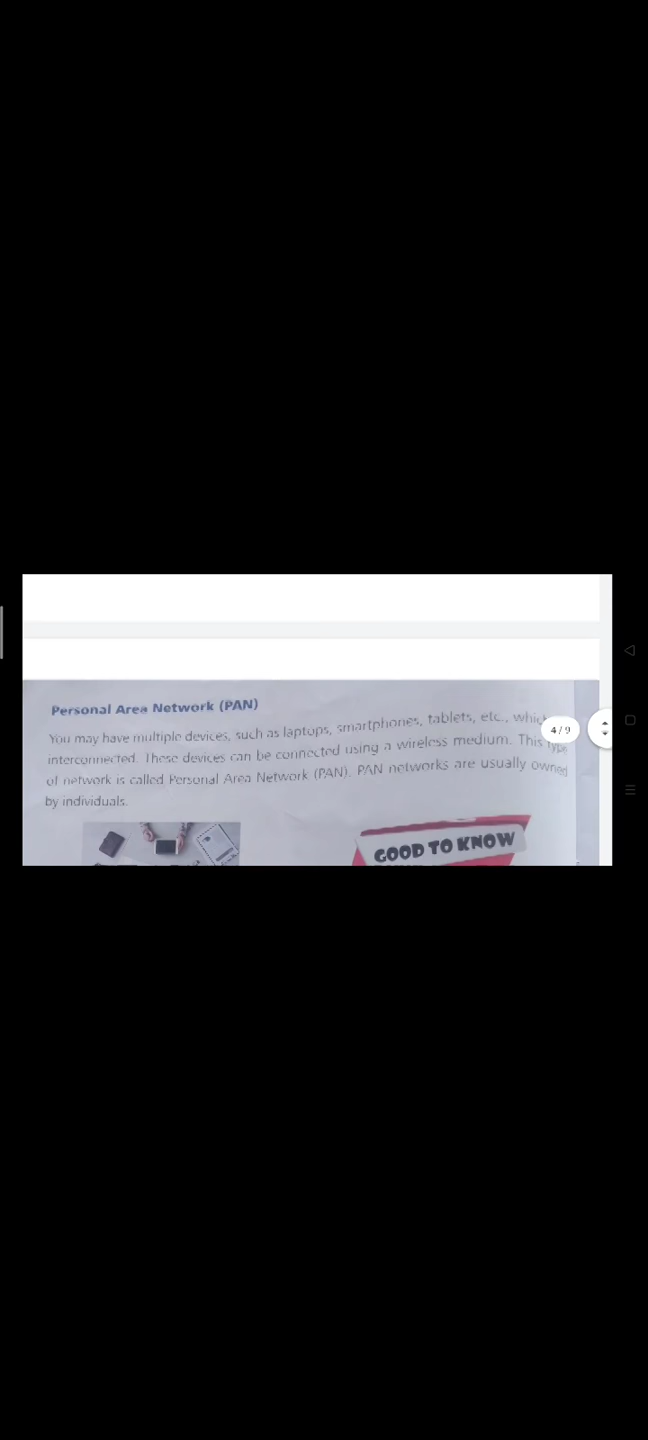 Personal Area Network (PAN)
You may have multiple devices, such as laptops, smartphones, tablets, etc., which
4 / 9
interconnected. These devices can be connected using a wireless medium. This type
of network is called Personal Area Network (PAN). PAN networks are usually owned
by individuals.
GOOD TO KNOW